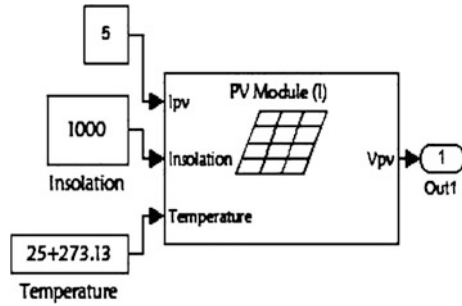 5
Ipv
PV Module (I)
1000
Insolation
Insolation
Vpv
1
Out1
Temperature
25+273.13
Temperature